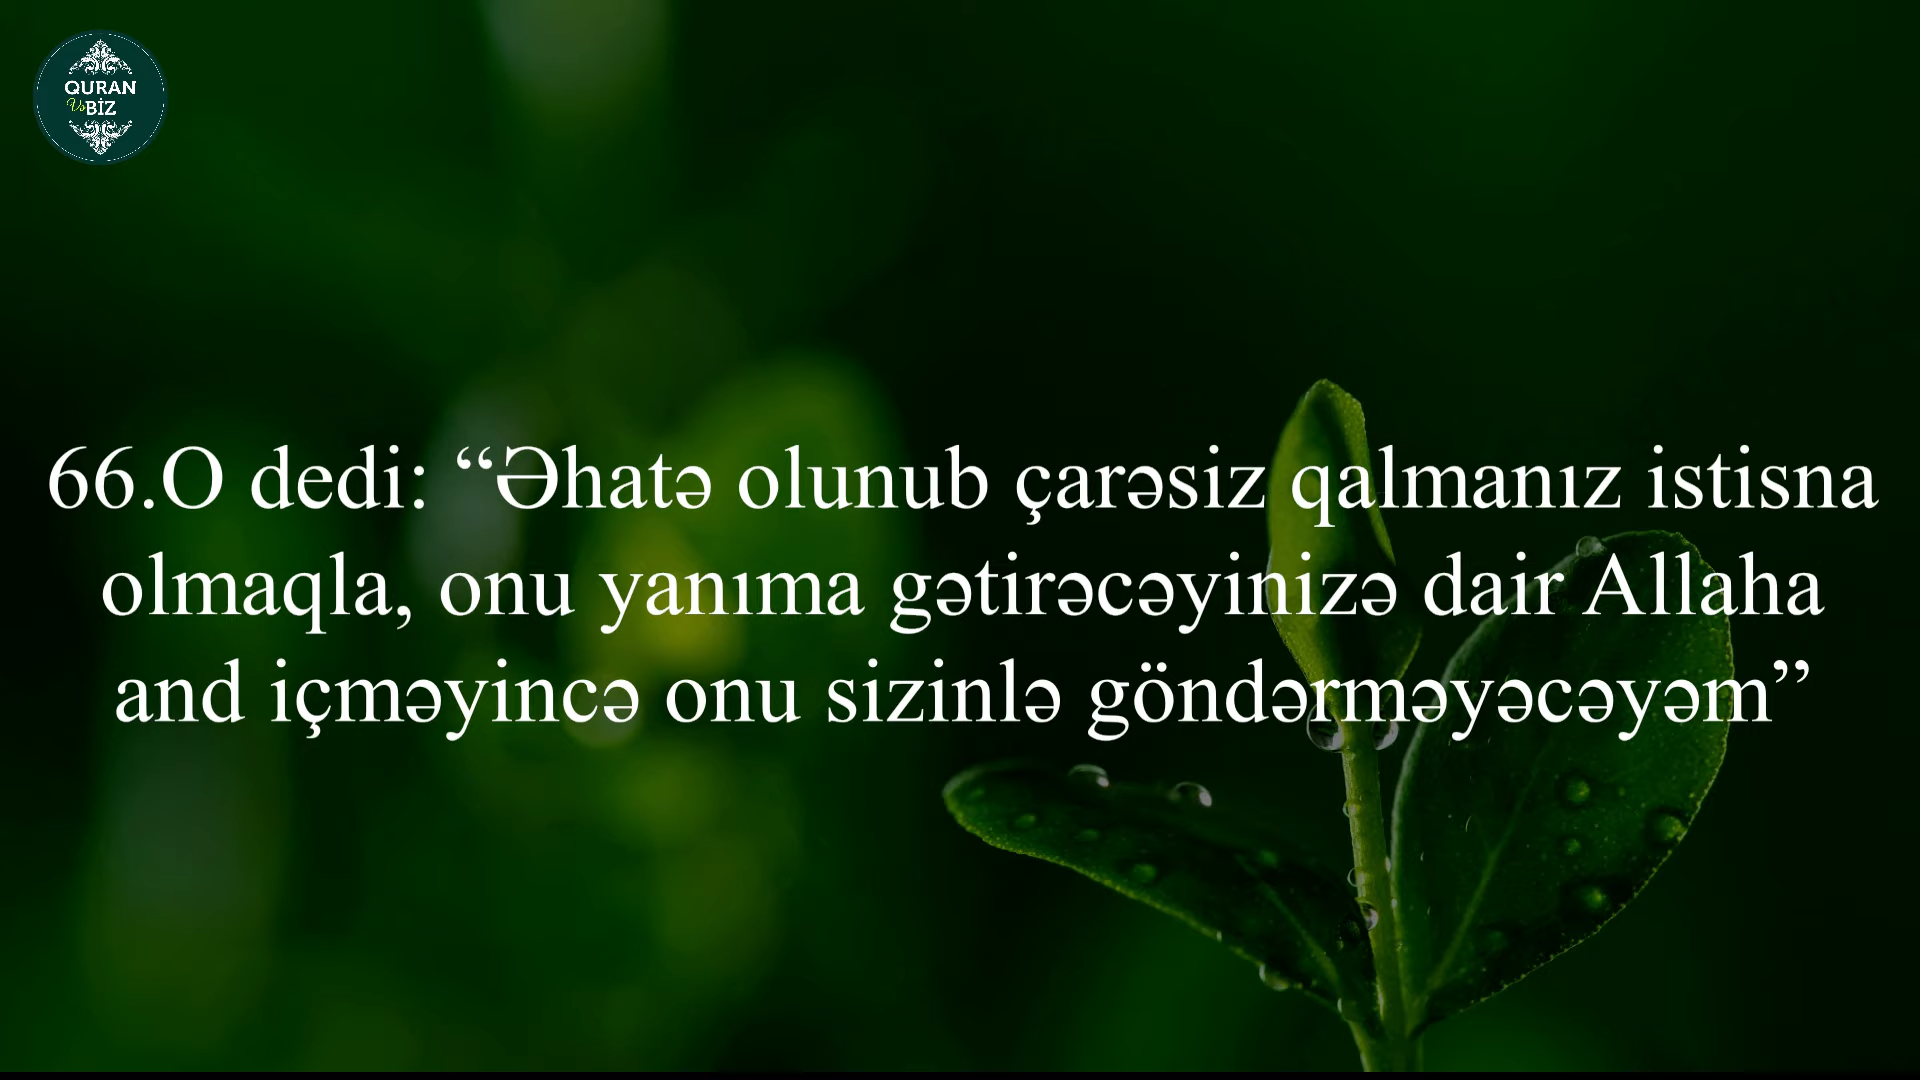 QURAN
Və BİZ
66.O dedi: “Əhatə olunub çarəsiz qalmanız istisna
olmaqla, onu yanıma gətirəcəyinizə dair Allaha
and içməyincə onu sizinlə göndərməyəcəyəm”